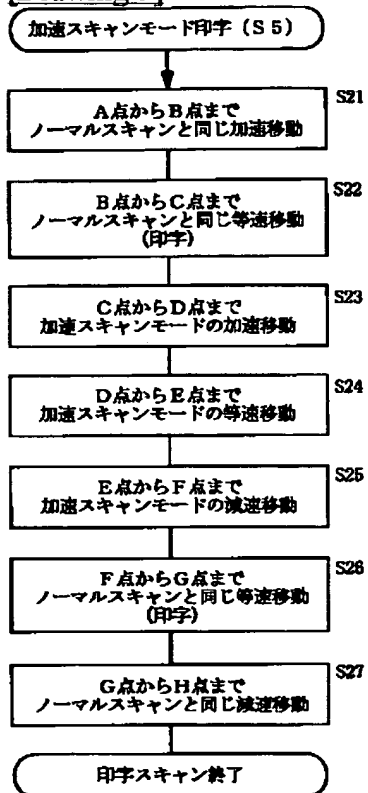 加速スキャンモード印字(S5)
S21
A点からB点まで
ノーマルスキャンと同じ加速移動
S22
B点からC点まで
ノーマルスキャンと同じ等速移動
(印字)
S23
C点からD点まで
加速スキャンモードの加速移動
S24
D点からE点まで
加速スキャンモードの等速移動
S25
E点からF点まで
加速スキャンモードの減速移動
S26
F点からG点まで
ノーマルスキャンと同じ等速移動
(印字)
S27
G点からH点まで
ノーマルスキャンと同じ減速移動
印字スキャン終了